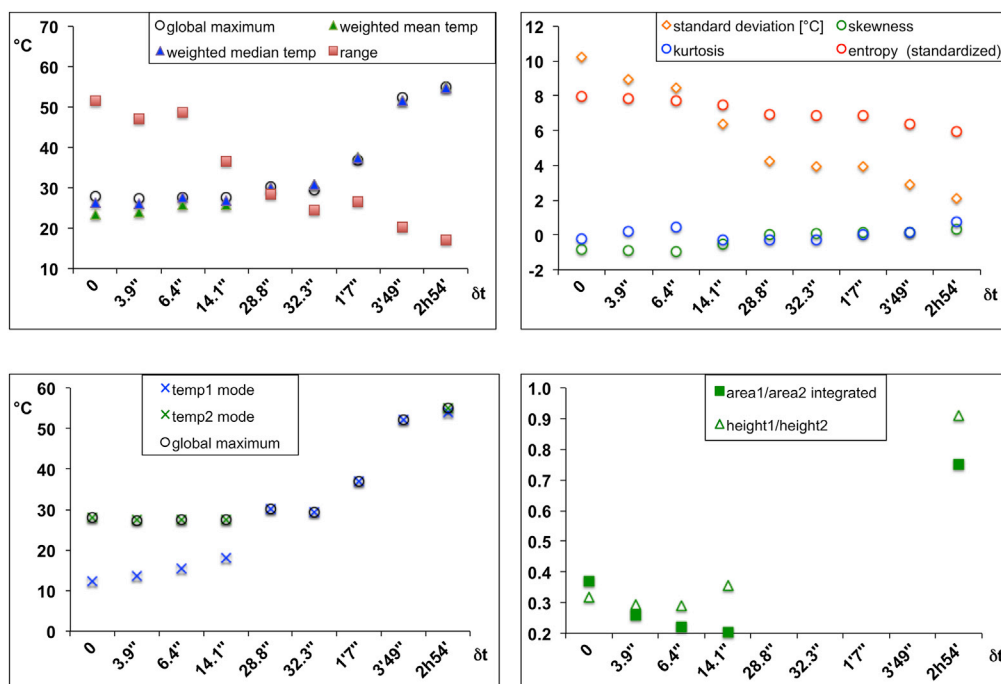 °C
70
60
50
40
30
20
10
global maximum
weighted mean temp
weighted median temp
range
0
3.9"
6.4"
14.1"
28.8"
32.3"
1'7"
3'49"
2h54'
δt
12
10
8
6
4
2
0
-2
standard deviation [°C]
skewness
kurtosis
entropy (standardized)
0
3.9"
6.4"
14.1"
28.8"
32.3"
1'7"
3'49"
2h54'
δt
°C
60
50
40
30
20
10
0
temp1 mode
temp2 mode
global maximum
0
3.9"
6.4"
14.1"
28.8"
32.3"
1'7"
3'49"
2h54'
δt
1.0
0.9
0.8
0.7
0.6
0.5
0.4
0.3
0.2
area1/area2 integrated
height1/height2
0
3.9"
6.4"
14.1"
28.8"
32.3"
1'7"
3'49"
2h54'
δt